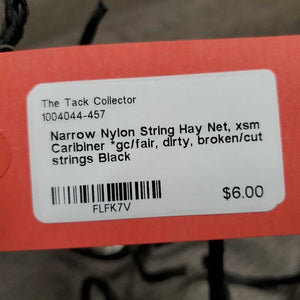 The Tack Collector
1004044-457
Narrow Nylon String Hay Net, xsm
Caribiner *gc/fair, dirty, broken/cut
strings Black
$6.00
FLFK7V